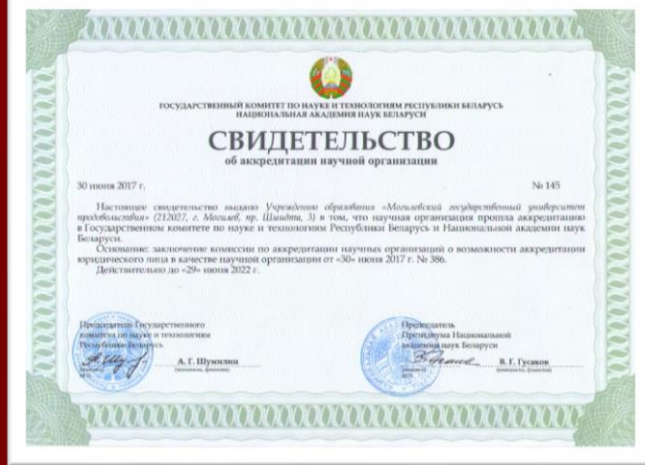 ГОСУДАРСТВЕННЫЙ КОМИТЕТ ПО НАУКЕ И ТЕХНОЛОГИЯМ РЕСПУБЛИКИ БЕЛАРУСЬ
НАЦИОНАЛЬНАЯ АКАДЕМИЯ НАУК БЕЛАРУСИ
СВИДЕТЕЛЬСТВО
об аккредитации научной организации
30 июня 2017 г. № 145
Настоящее свидетельство выдано Учреждению образования «Могилевский государственный университет
продовольствия» (212027, г. Могилев, пр. Шмидта, 3) в том, что научная организация прошла аккредитацию
в Государственном комитете по науке и технологиям Республики Беларусь и Национальной академии наук
Беларуси.
Основание: заключение комиссии по аккредитации научных организаций о возможности аккредитации
юридического лица в качестве научной организации от «30» июня 2017 г. № 386.
Действительно до «29» июня 2022 г.
Председатель Государственного
комитета по науке и технологиям
Республики Беларусь
А. Г. Шумилин
Председатель
Президиума Национальной
академии наук Беларуси
В. Г. Гусаков